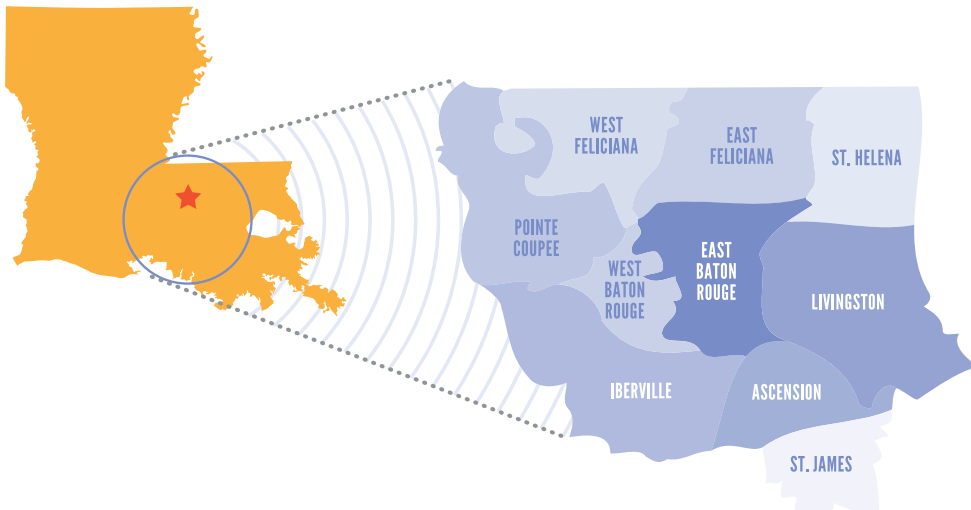 WEST
FELICIANA
EAST
FELICIANA
ST. HELENA
POINTE
COUPEE
WEST
BATON
ROUGE
EAST
BATON
ROUGE
LIVINGSTON
IBERVILLE
ASCENSION
ST. JAMES